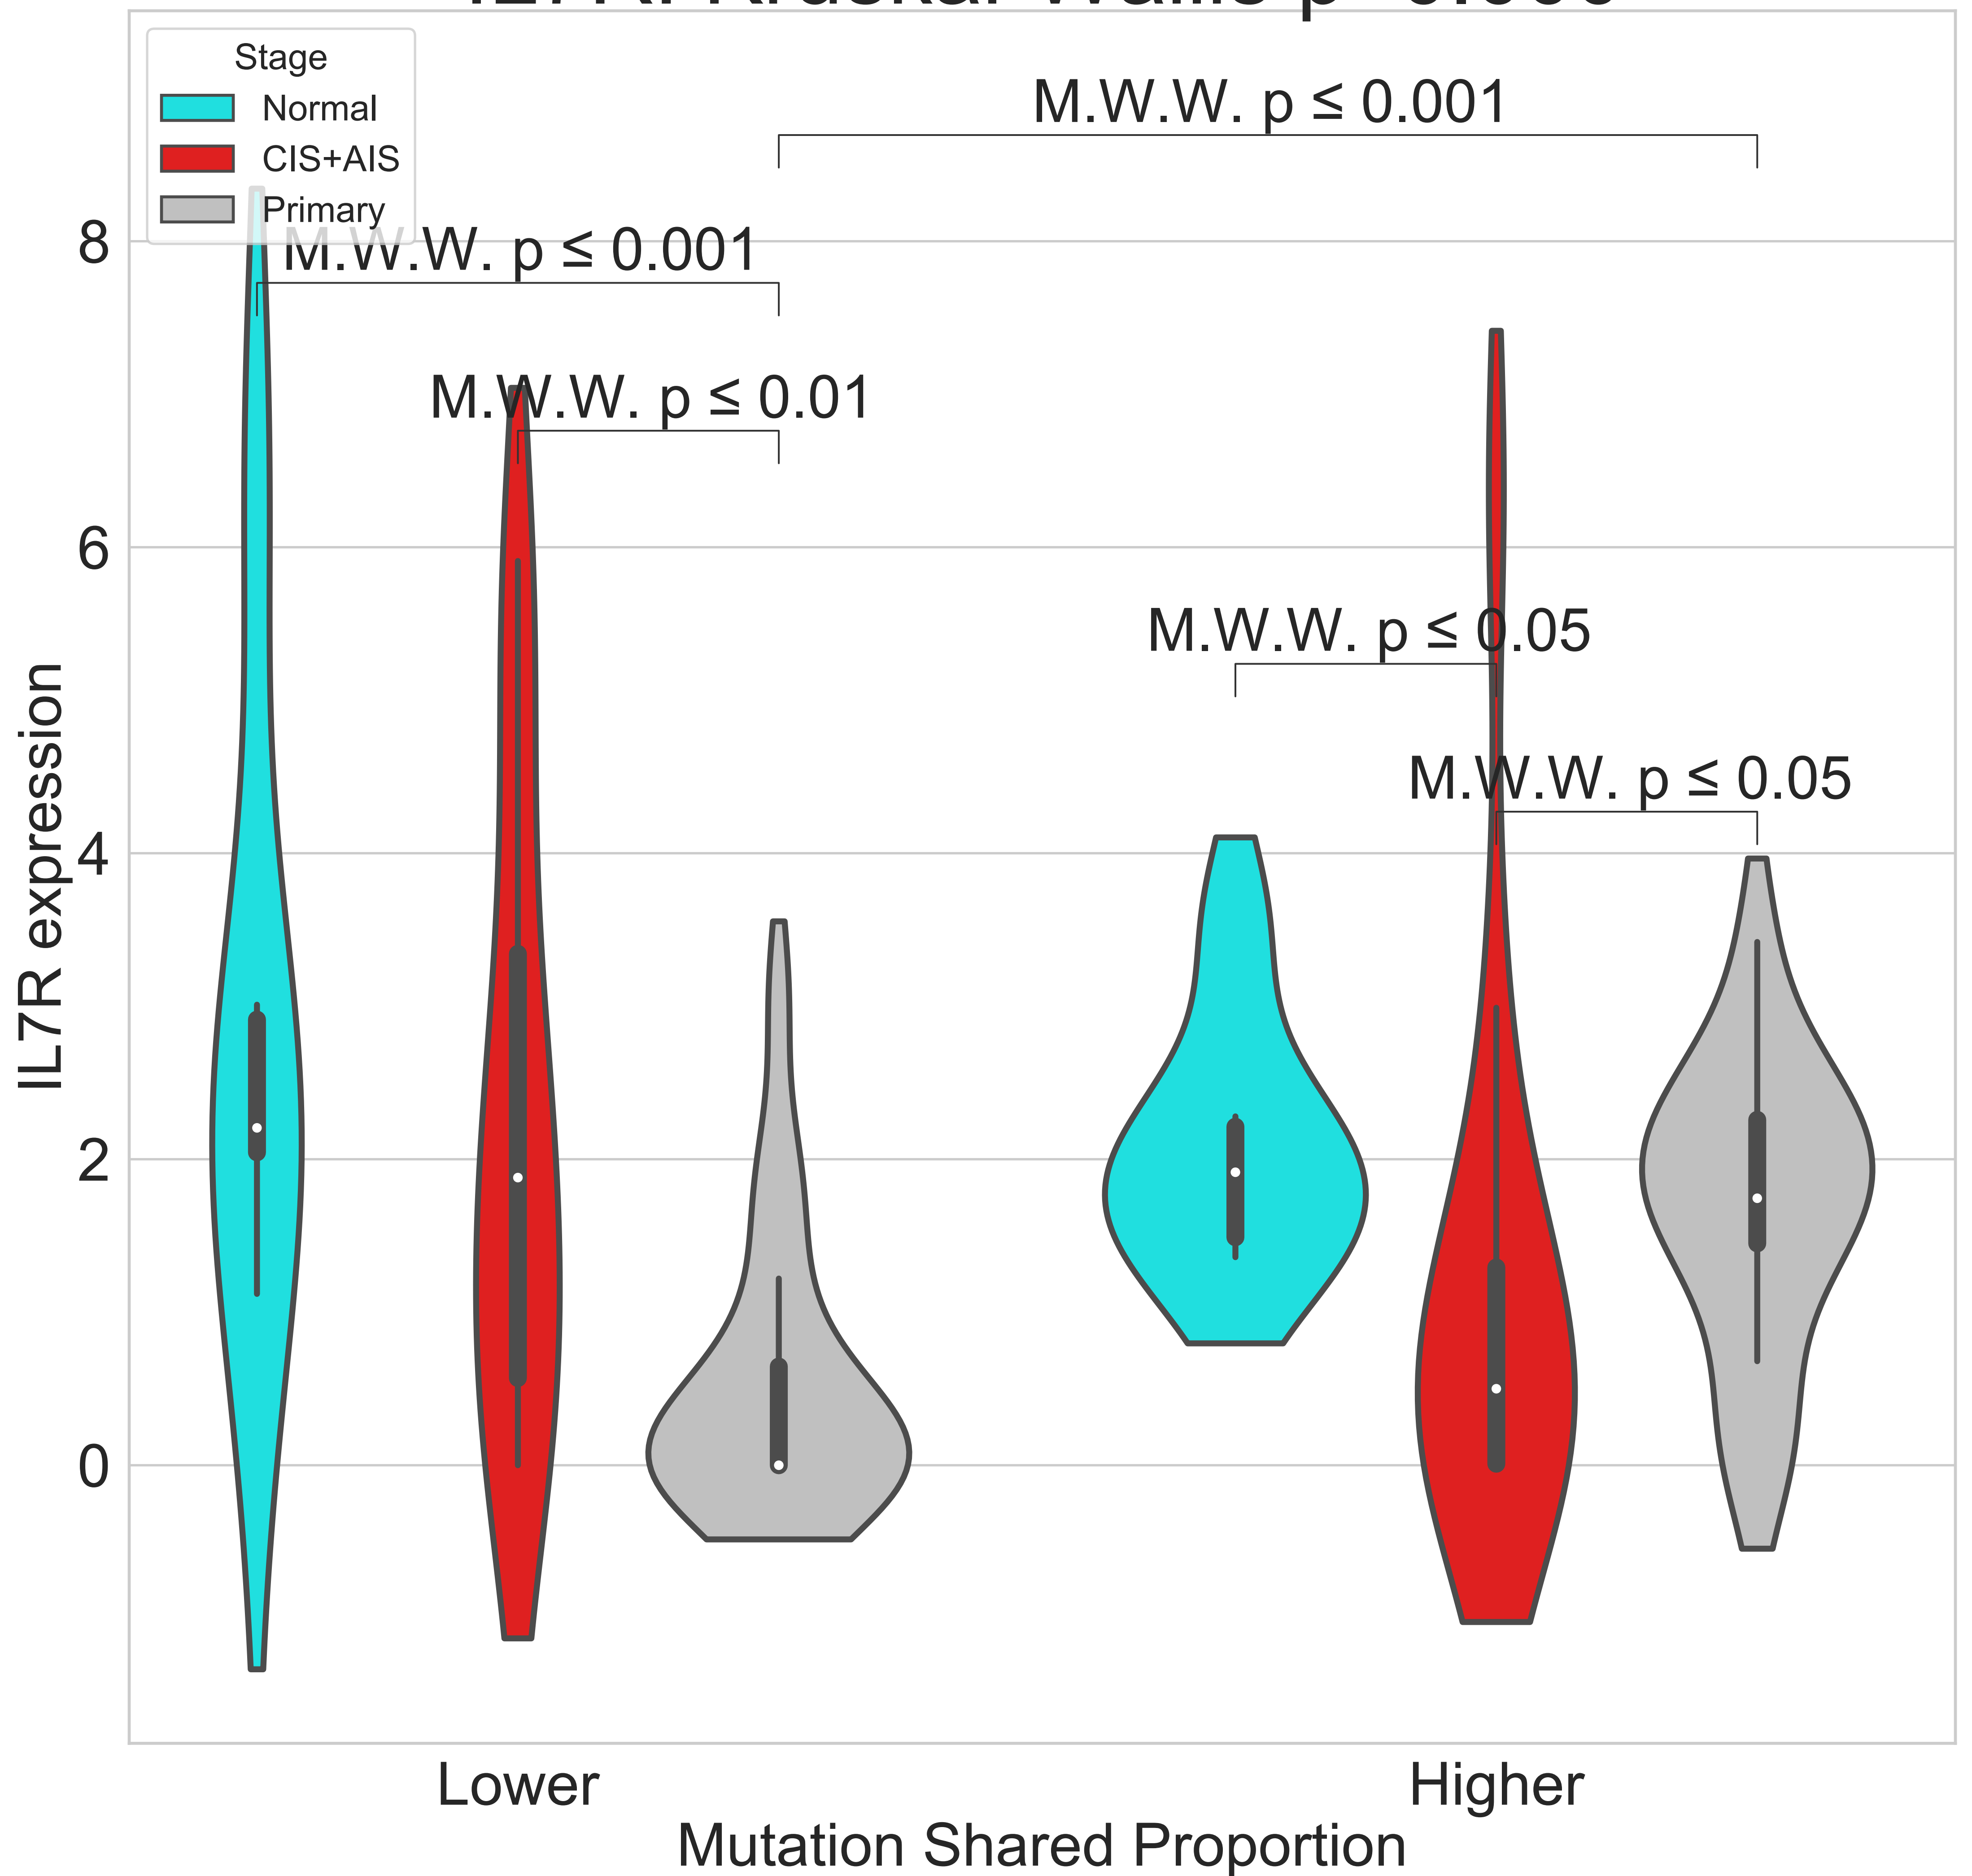 Stage
Normal
CIS+AIS
Primary
M.W.W. p ≤ 0.001
M.W.W. p ≤ 0.001
M.W.W. p ≤ 0.01
M.W.W. p ≤ 0.05
M.W.W. p ≤ 0.05
8
6
4
2
0
IL7R expression
Lower
Higher
Mutation Shared Proportion